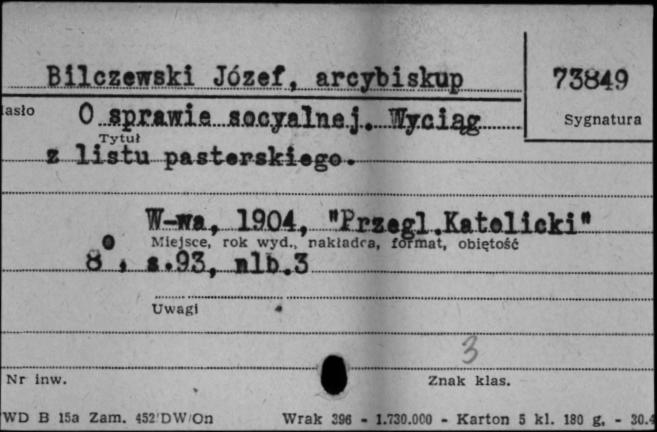 Bilczewski Józef, arcybiskup
73849
asło
O sprawie socyalnej. Wyciąg
Sygnatura
Tytuł
z listu pasterskiego.
W-wa, 1904, "Przegl.Katolicki"
Miejsce, rok wyd., nakładca, format, objętość
8°, s.93, nlb.3
Uwagi
3
Nr inw.
Znak klas.
WD B 15a Zam. 452/DW/On Wrak 396 - 1.730.000 - Karton 5 kl. 180 g. - 30.4